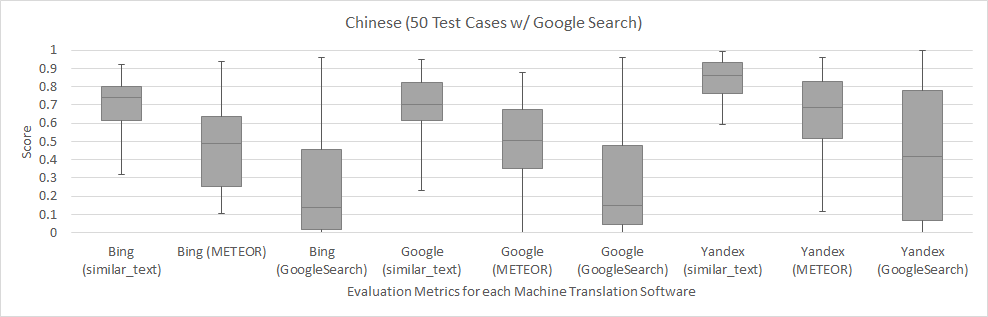 Chinese (50 Test Cases w/ Google Search)
1
0.9
0.8
0.7
0.6
0.5
0.4
0.3
0.2
0.1
0
Score
Bing
(similar_text)
Bing (METEOR)
Bing
(GoogleSearch)
Google
(similar_text)
Google
(METEOR)
Google
(GoogleSearch)
Yandex
(similar_text)
Yandex
(METEOR)
Yandex
(GoogleSearch)
Evaluation Metrics for each Machine Translation Software